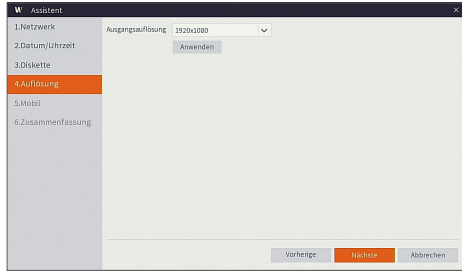 W Assistent ×
1.Netzwerk
2.Datum/Uhrzeit
3.Diskette
4.Auflösung
5.Mobil
6.Zusammenfassung
Ausgangsauflösung 1920x1080
Anwenden
Vorherige Nächste Abbrechen